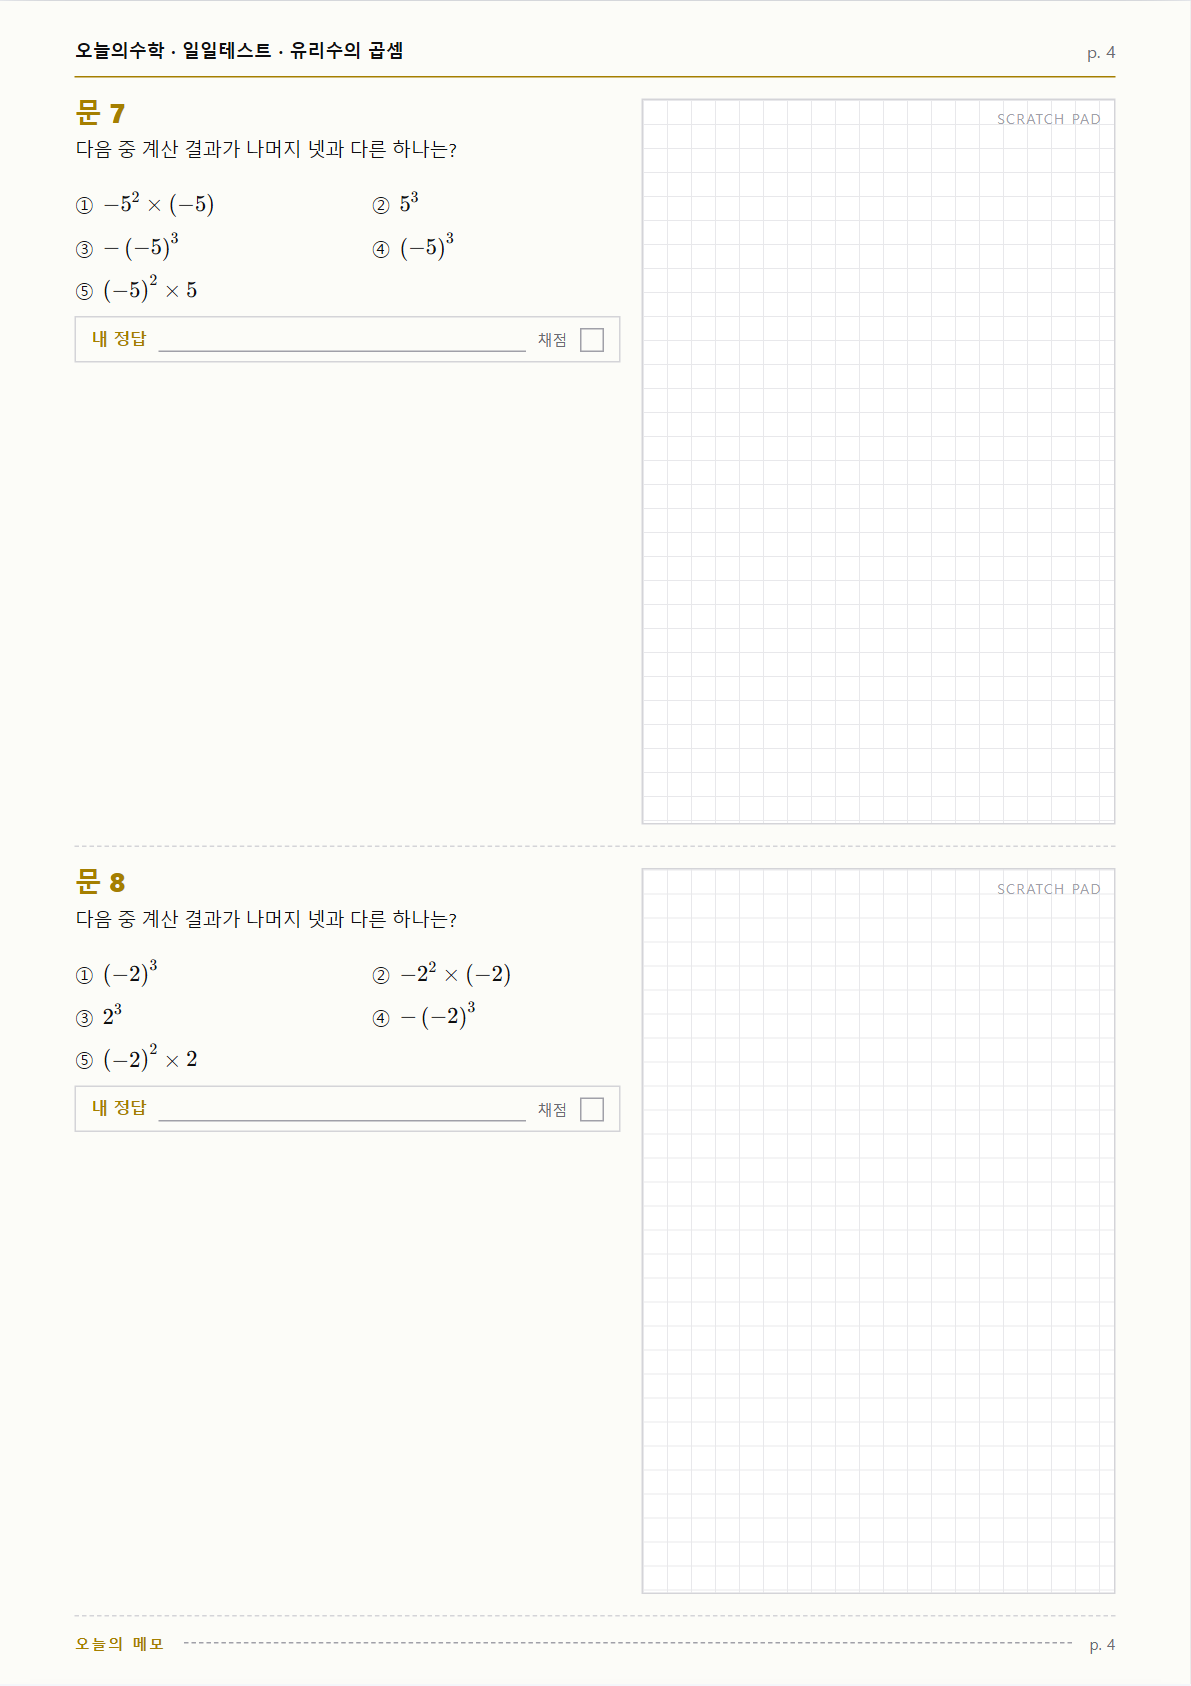 오늘의수학 · 일일테스트 · 유리수의 곱셈
p. 4
문 7
SCRATCH PAD
다음 중 계산 결과가 나머지 넷과 다른 하나는?
① −5² × (−5)
② 5³
③ − (−5)³
④ (−5)³
⑤ (−5)² × 5
내 정답
채점
문 8
SCRATCH PAD
다음 중 계산 결과가 나머지 넷과 다른 하나는?
① (−2)³
② −2² × (−2)
③ 2³
④ − (−2)³
⑤ (−2)² × 2
내 정답
채점
오늘의 메모
p. 4